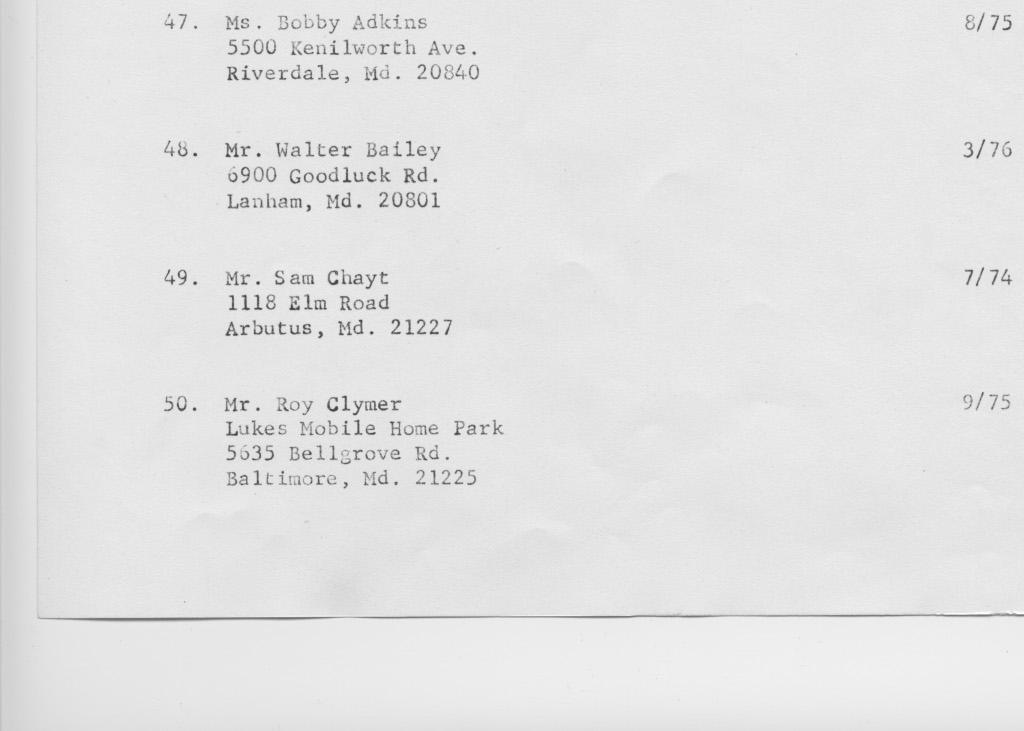 47. Ms. Bobby Adkins 8/75
5500 Kenilworth Ave.
Riverdale, Md. 20840
48. Mr. Walter Bailey 3/76
6900 Goodluck Rd.
Lanham, Md. 20801
49. Mr. Sam Chayt 7/74
1118 Elm Road
Arbutus, Md. 21227
50. Mr. Roy Clymer 9/75
Lukes Mobile Home Park
5635 Bellgrove Rd.
Baltimore, Md. 21225